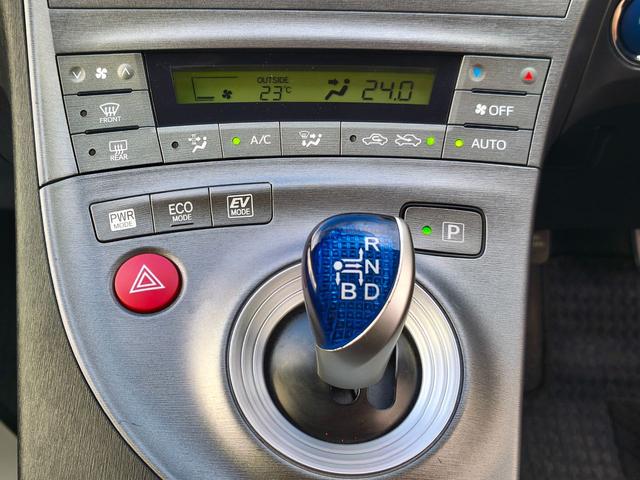 OUTSIDE
23°C
24.0
FRONT
OFF
REAR
A/C
AUTO
PWR
MODE
ECO
MODE
EV
MODE
P
R
N
B D